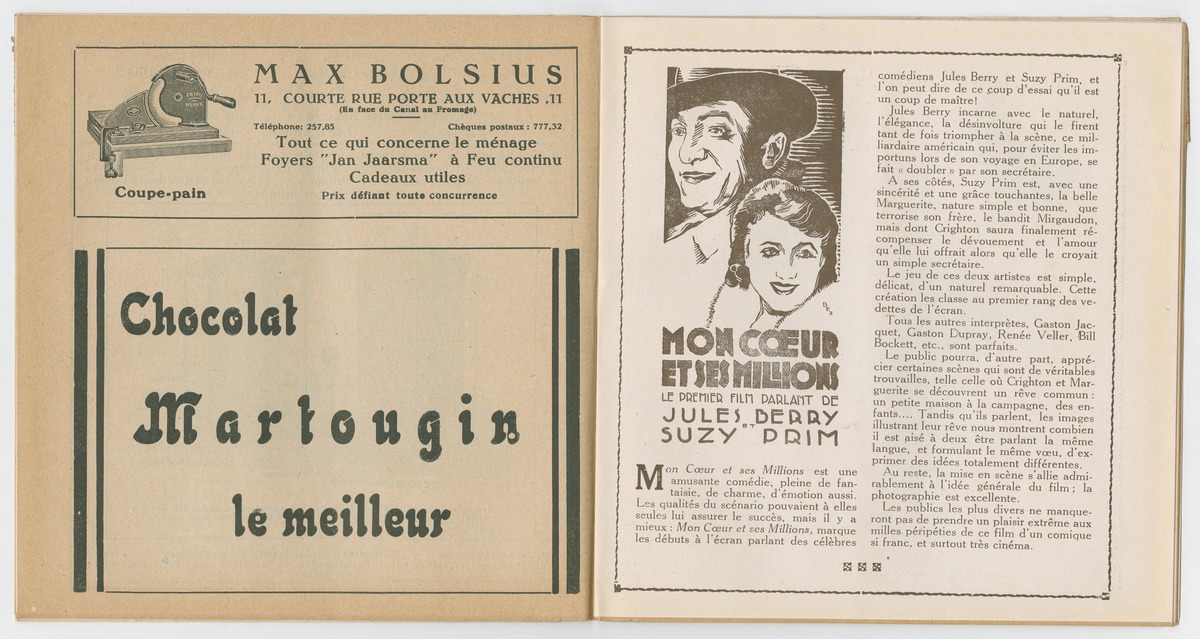 MAX BOLSIUS
11, COURTE RUE PORTE AUX VACHES ,11
(En face du Canal au Fromage)
Téléphone: 257,85 Chèques postaux : 777,32
Tout ce qui concerne le ménage
Foyers "Jan Jaarsma" à Feu continu
Cadeaux utiles
Prix défiant toute concurrence
Coupe-pain
Chocolat
Martougin
le meilleur
MON CŒUR
ET SES MILLIONS
LE PREMIER FILM PARLANT DE
JULES BERRY
ET
SUZY PRIM
Mon Cœur et ses Millions est une
amusante comédie, pleine de fan-
taisie, de charme, d'émotion aussi.
Les qualités du scénario pouvaient à elles
seules lui assurer le succès, mais il y a
mieux : Mon Cœur et ses Millions, marque
les débuts à l'écran parlant des célèbres
comédiens Jules Berry et Suzy Prim, et
l'on peut dire de ce coup d'essai qu'il est
un coup de maître!
Jules Berry incarne avec le naturel,
l'élégance, la désinvolture qui le firent
tant de fois triompher à la scène, ce mil-
liardaire américain qui, pour éviter les im-
portuns lors de son voyage en Europe, se
fait « doubler » par son secrétaire.
A ses côtés, Suzy Prim est, avec une
sincérité et une grâce touchantes, la belle
Marguerite, nature simple et bonne, que
terrorise son frère, le bandit Mirgaudon,
mais dont Crighton saura finalement ré-
compenser le dévouement et l'amour
qu'elle lui offrait alors qu'elle le croyait
un simple secrétaire.
Le jeu de ces deux artistes est simple,
délicat, d'un naturel remarquable. Cette
création les classe au premier rang des ve-
dettes de l'écran.
Tous les autres interprètes, Gaston Jac-
quet, Gaston Dupray, Renée Veller, Bill
Bockett, etc., sont parfaits.
Le public pourra, d'autre part, appré-
cier certaines scènes qui sont de véritables
trouvailles, telle celle où Crighton et Mar-
guerite se découvrent un rêve commun :
un petite maison à la campagne, des en-
fants.... Tandis qu'ils parlent, les images
illustrant leur rêve nous montrent combien
il est aisé à deux être parlant la même
langue, et formulant le même vœu, d'ex-
primer des idées totalement différentes.
Au reste, la mise en scène s'allie admi-
rablement à l'idée générale du film ; la
photographie est excellente.
Les publics les plus divers ne manque-
ront pas de prendre un plaisir extrême aux
milles péripéties de ce film d'un comique
si franc, et surtout très cinéma.